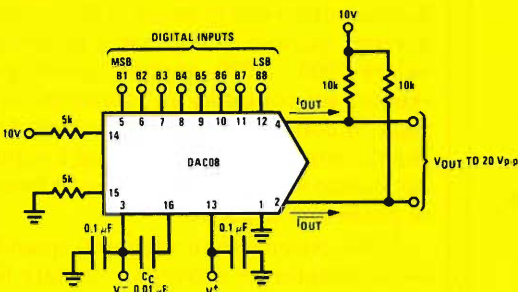 10V
DIGITAL INPUTS
MSB LSB
B1 B2 B3 B4 B5 B6 B7 B8
10k 10k
IOUT
5k
10V
5 6 7 8 9 10 11 12 4
14
DAC08
VOUT TO 20 Vp-p
5k
15
3 16 13 1 2
IOUT
0.1 µF 0.1 µF
CC
V− 0.01 µF V+